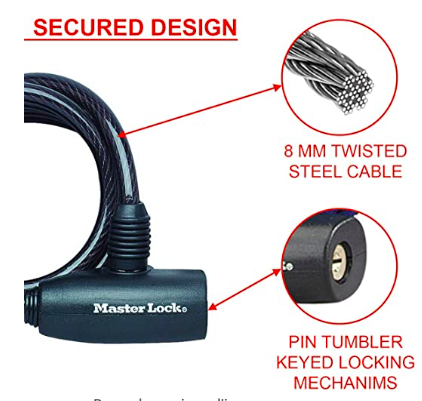 SECURED DESIGN
8 MM TWISTED
STEEL CABLE
Master Lock®
PIN TUMBLER
KEYED LOCKING
MECHANIMS